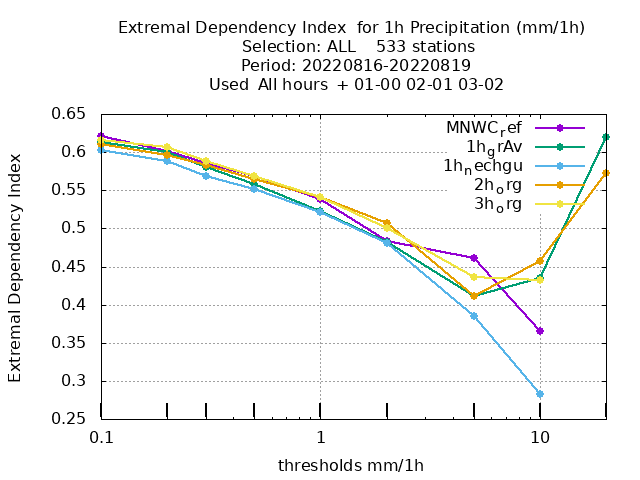 Extremal Dependency Index  for 1h Precipitation (mm/1h)
Selection: ALL    533 stations
Period: 20220816-20220819
Used  All hours  + 01-00 02-01 03-02
Extremal Dependency Index
0.65
0.6
0.55
0.5
0.45
0.4
0.35
0.3
0.25
MNWCref
1hgrAv
1hnechgu
2horg
3horg
0.1
1
10
thresholds mm/1h